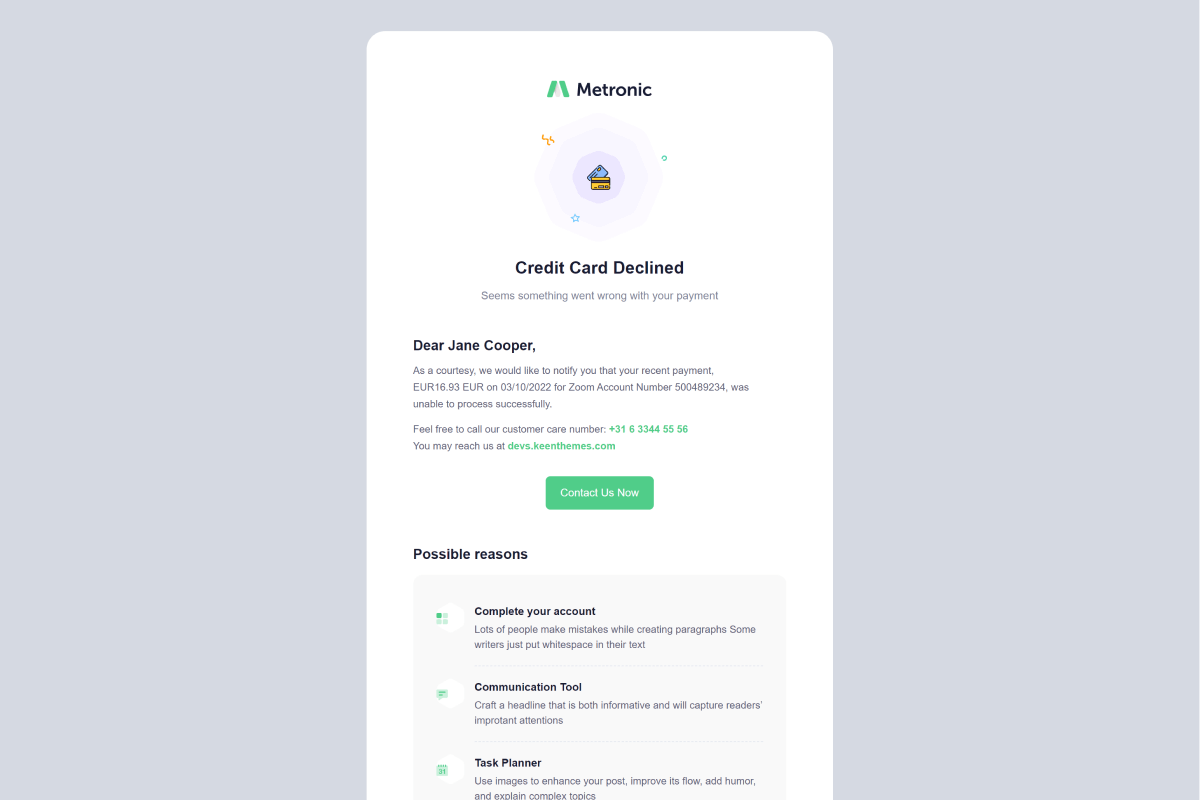 Metronic
Credit Card Declined
Seems something went wrong with your payment
Dear Jane Cooper,
As a courtesy, we would like to notify you that your recent payment,
EUR16.93 EUR on 03/10/2022 for Zoom Account Number 500489234, was
unable to process successfully.
Feel free to call our customer care number: +31 6 3344 55 56
You may reach us at devs.keenthemes.com
Contact Us Now
Possible reasons
Complete your account
Lots of people make mistakes while creating paragraphs Some
writers just put whitespace in their text
Communication Tool
Craft a headline that is both informative and will capture readers'
improtant attentions
31
Task Planner
Use images to enhance your post, improve its flow, add humor,
and explain complex topics